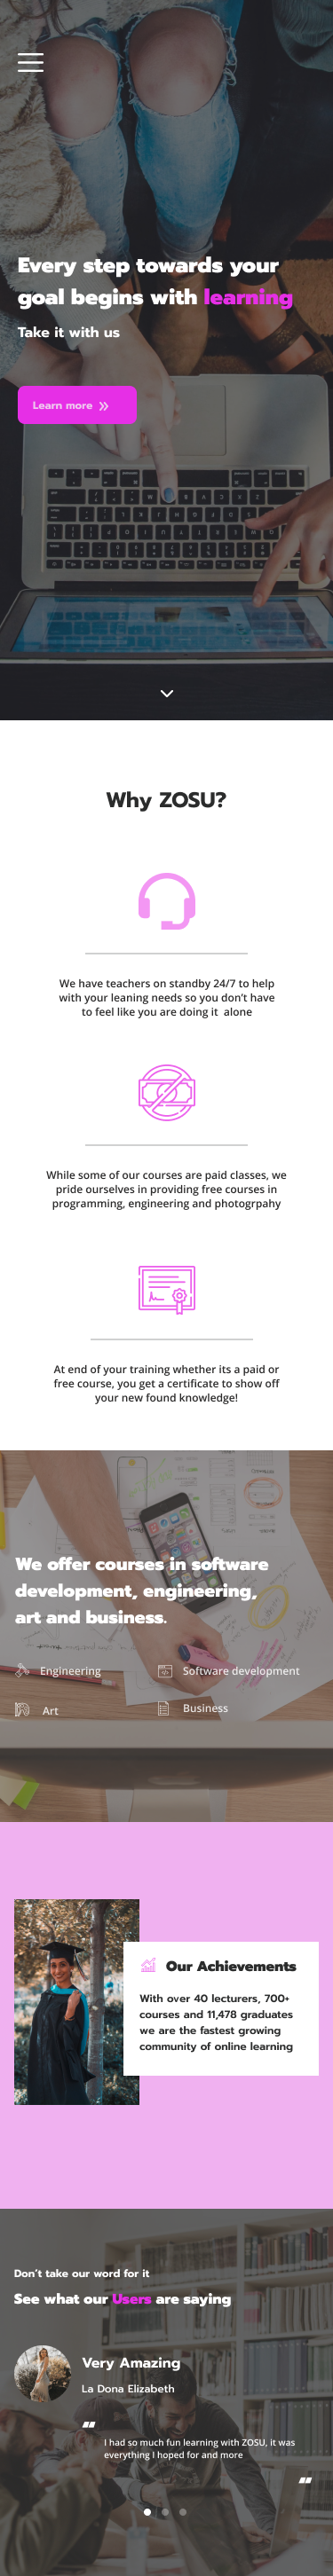 Every step towards your
goal begins with learning
Take it with us
Learn more »
Why ZOSU?
We have teachers on standby 24/7 to help
with your leaning needs so you don't have
to feel like you are doing it alone
While some of our courses are paid classes, we
pride ourselves in providing free courses in
programming, engineering and photogrpahy
At end of your training whether its a paid or
free course, you get a certificate to show off
your new found knowledge!
We offer courses in software
development, engineering,
art and business.
Engineering
Software development
Art
Business
Our Achievements
With over 40 lecturers, 700+
courses and 11,478 graduates
we are the fastest growing
community of online learning
Don't take our word for it
See what our Users are saying
Very Amazing
La Dona Elizabeth
I had so much fun learning with ZOSU, it was
everything I hoped for and more